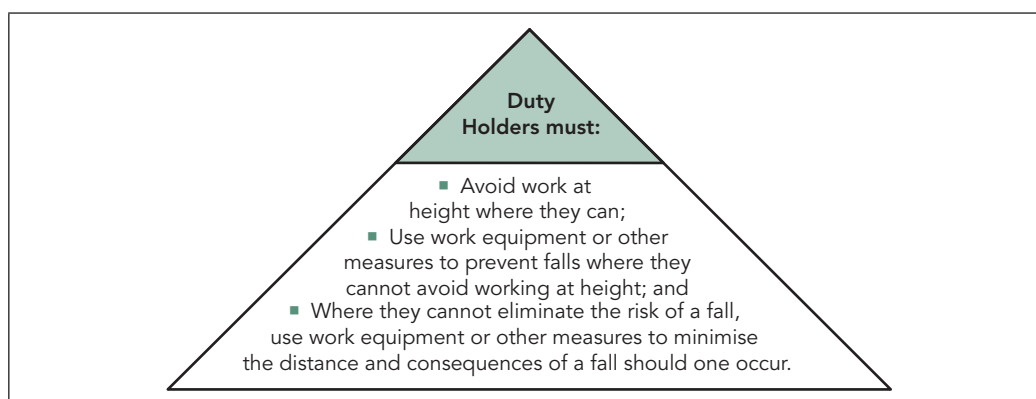 Duty
Holders must:
▪ Avoid work at
height where they can;
▪ Use work equipment or other
measures to prevent falls where they
cannot avoid working at height; and
▪ Where they cannot eliminate the risk of a fall,
use work equipment or other measures to minimise
the distance and consequences of a fall should one occur.